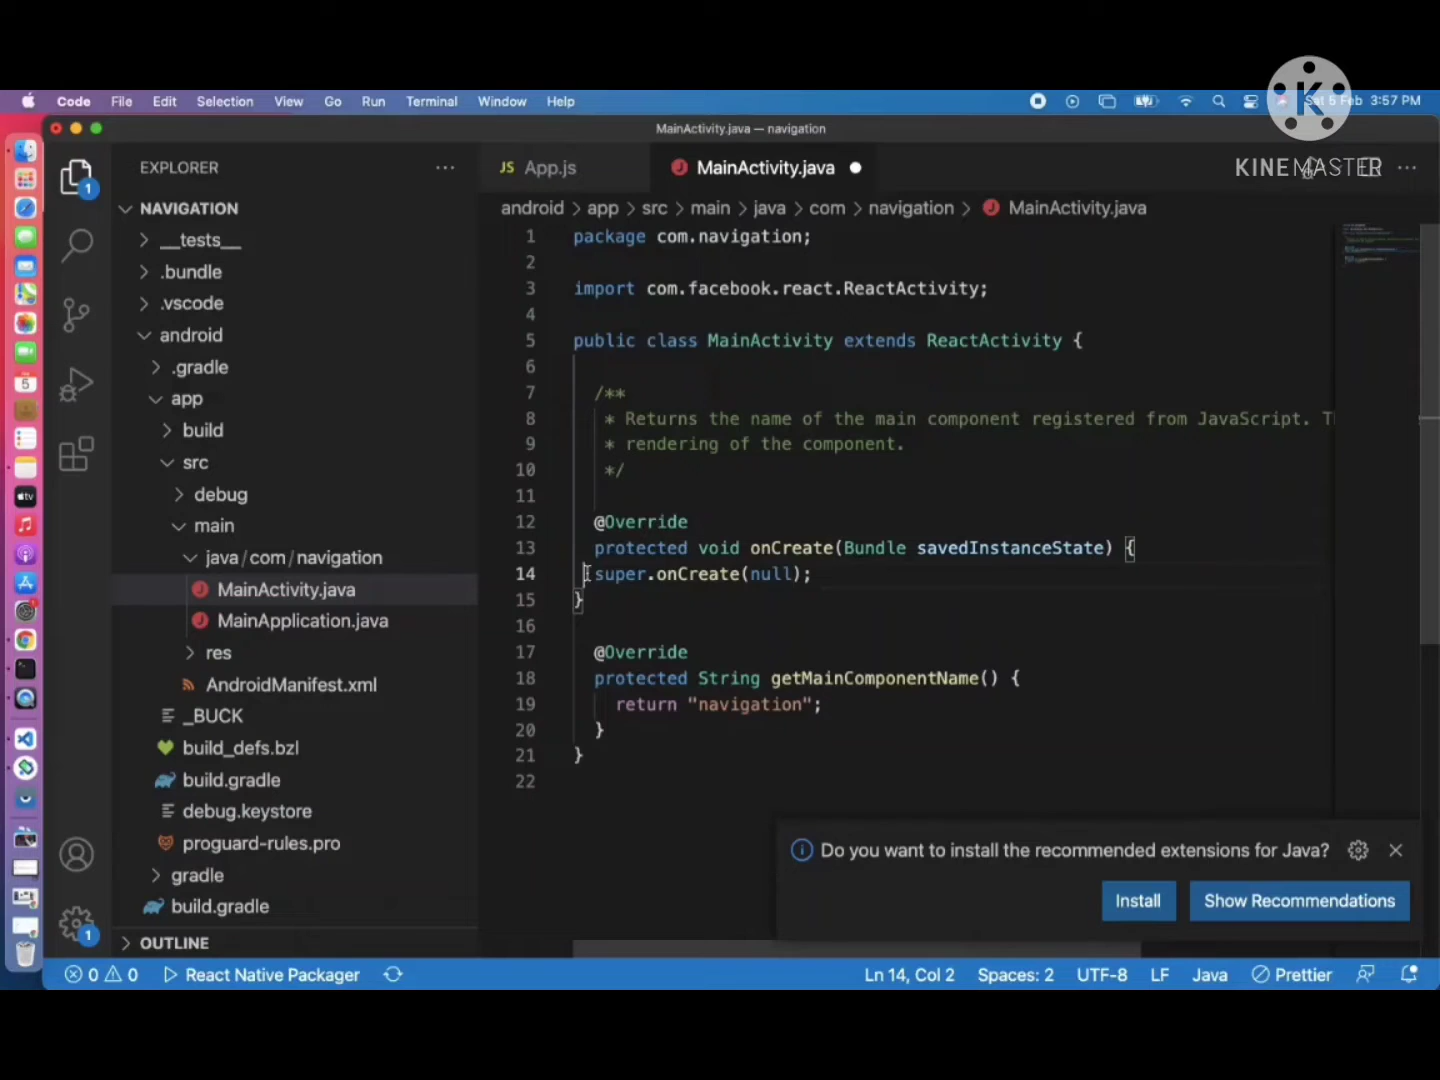 Code File Edit Selection View Go Run Terminal Window Help
Feb 3:57 PM
KINEMASTER
MainActivity.java — navigation
EXPLORER
App.js
MainActivity.java
NAVIGATION
android > app > src > main > java > com > navigation > MainActivity.java
__tests__
.bundle
.vscode
android
.gradle
app
build
src
debug
main
java/com/navigation
MainActivity.java
MainApplication.java
res
AndroidManifest.xml
_BUCK
build_defs.bzl
build.gradle
debug.keystore
proguard-rules.pro
gradle
build.gradle
OUTLINE
1 package com.navigation;
2
3 import com.facebook.react.ReactActivity;
4
5 public class MainActivity extends ReactActivity {
6
7 /**
8 * Returns the name of the main component registered from JavaScript. T
9 * rendering of the component.
10 */
11
12 @Override
13 protected void onCreate(Bundle savedInstanceState) {
14 super.onCreate(null);
15 }
16
17 @Override
18 protected String getMainComponentName() {
19 return "navigation";
20 }
21 }
22
Do you want to install the recommended extensions for Java?
Install
Show Recommendations
0 0 React Native Packager
Ln 14, Col 2 Spaces: 2 UTF-8 LF Java Prettier